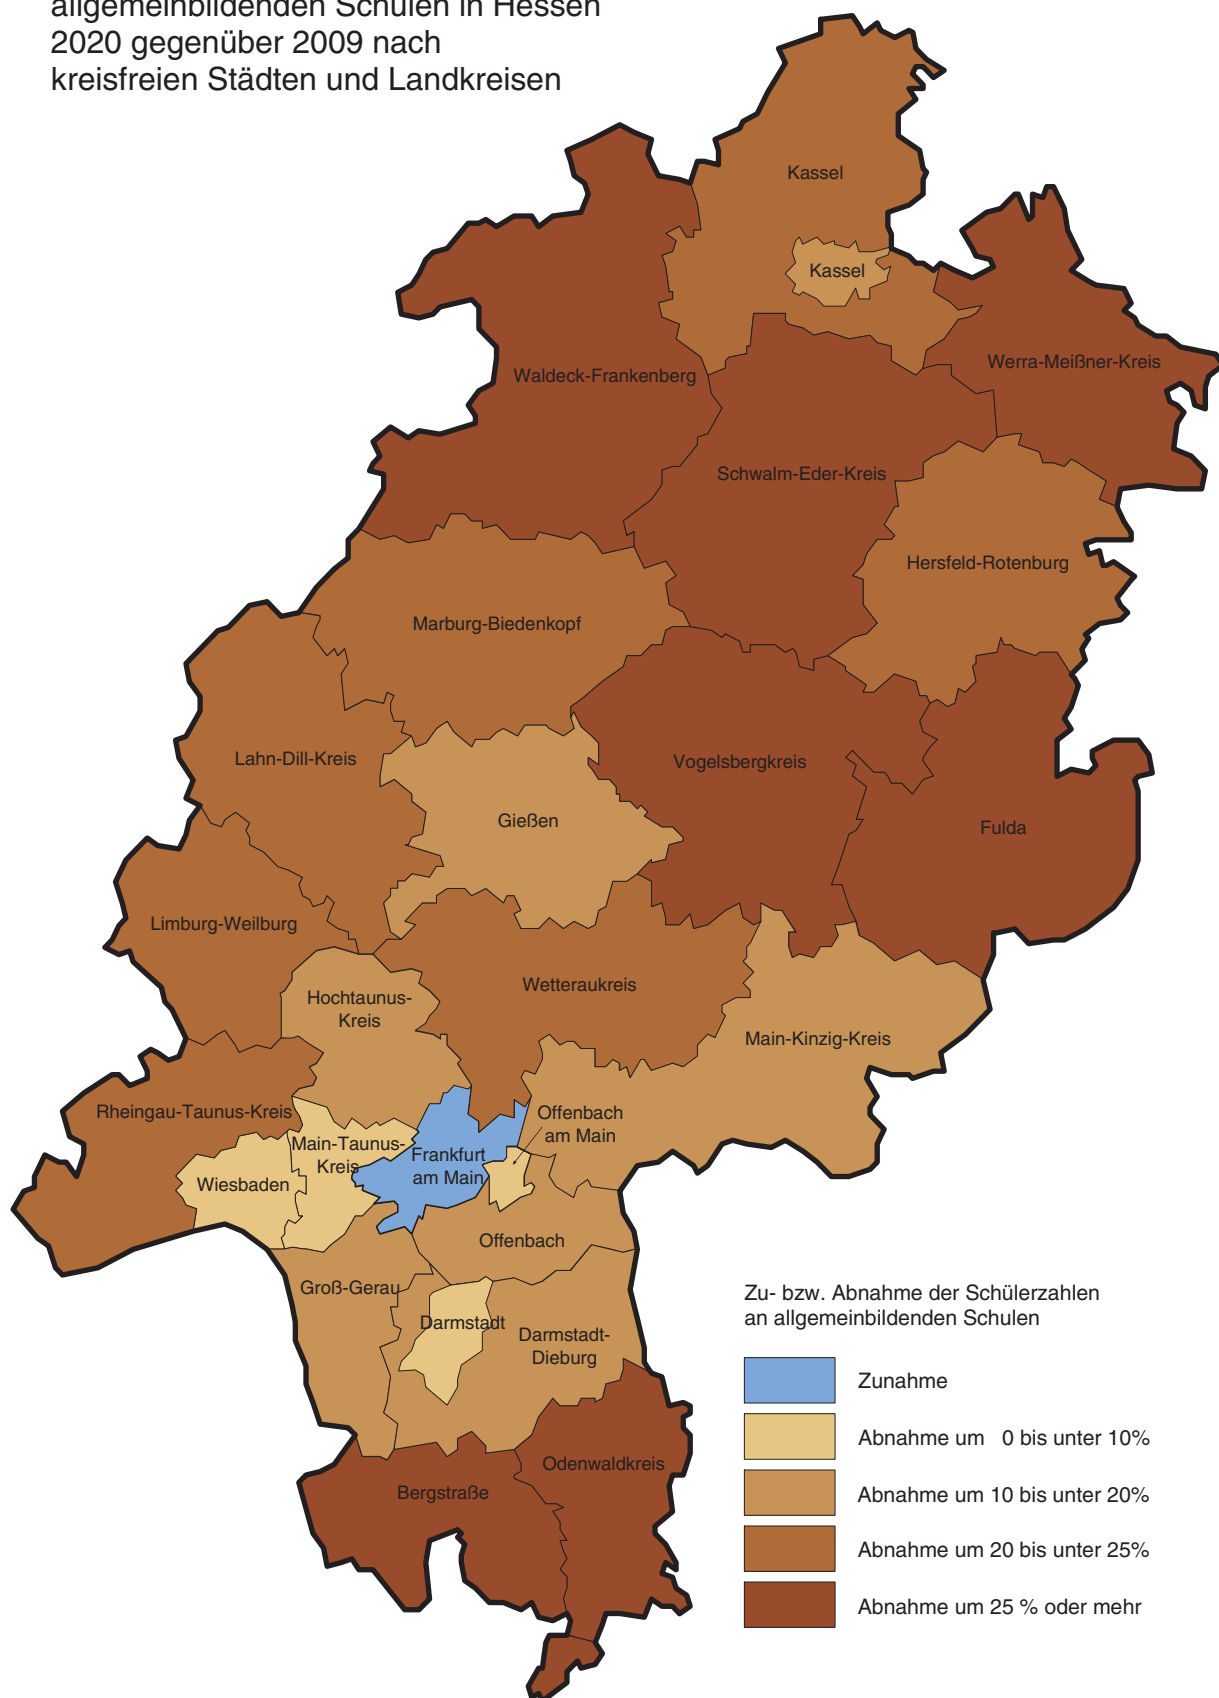 allgemeinbildenden Schulen in Hessen
2020 gegenüber 2009 nach
kreisfreien Städten und Landkreisen
Kassel
Kassel
Waldeck-Frankenberg
Werra-Meißner-Kreis
Schwalm-Eder-Kreis
Hersfeld-Rotenburg
Marburg-Biedenkopf
Lahn-Dill-Kreis
Vogelsbergkreis
Gießen
Fulda
Limburg-Weilburg
Wetteraukreis
Hochtaunus-
Kreis
Main-Kinzig-Kreis
Rheingau-Taunus-Kreis
Offenbach
am Main
Main-Taunus-
Kreis
Frankfurt
am Main
Wiesbaden
Offenbach
Groß-Gerau
Darmstadt
Darmstadt-
Dieburg
Odenwaldkreis
Bergstraße
Zu- bzw. Abnahme der Schülerzahlen
an allgemeinbildenden Schulen
Zunahme
Abnahme um 0 bis unter 10%
Abnahme um 10 bis unter 20%
Abnahme um 20 bis unter 25%
Abnahme um 25 % oder mehr